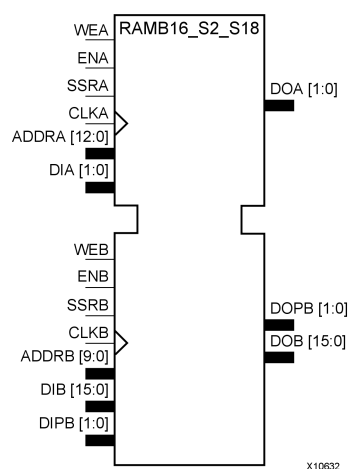 RAMB16_S2_S18
WEA
ENA
SSRA
CLKA
ADDRA [12:0]
DIA [1:0]
DOA [1:0]
WEB
ENB
SSRB
CLKB
ADDRB [9:0]
DIB [15:0]
DIPB [1:0]
DOPB [1:0]
DOB [15:0]
X10632